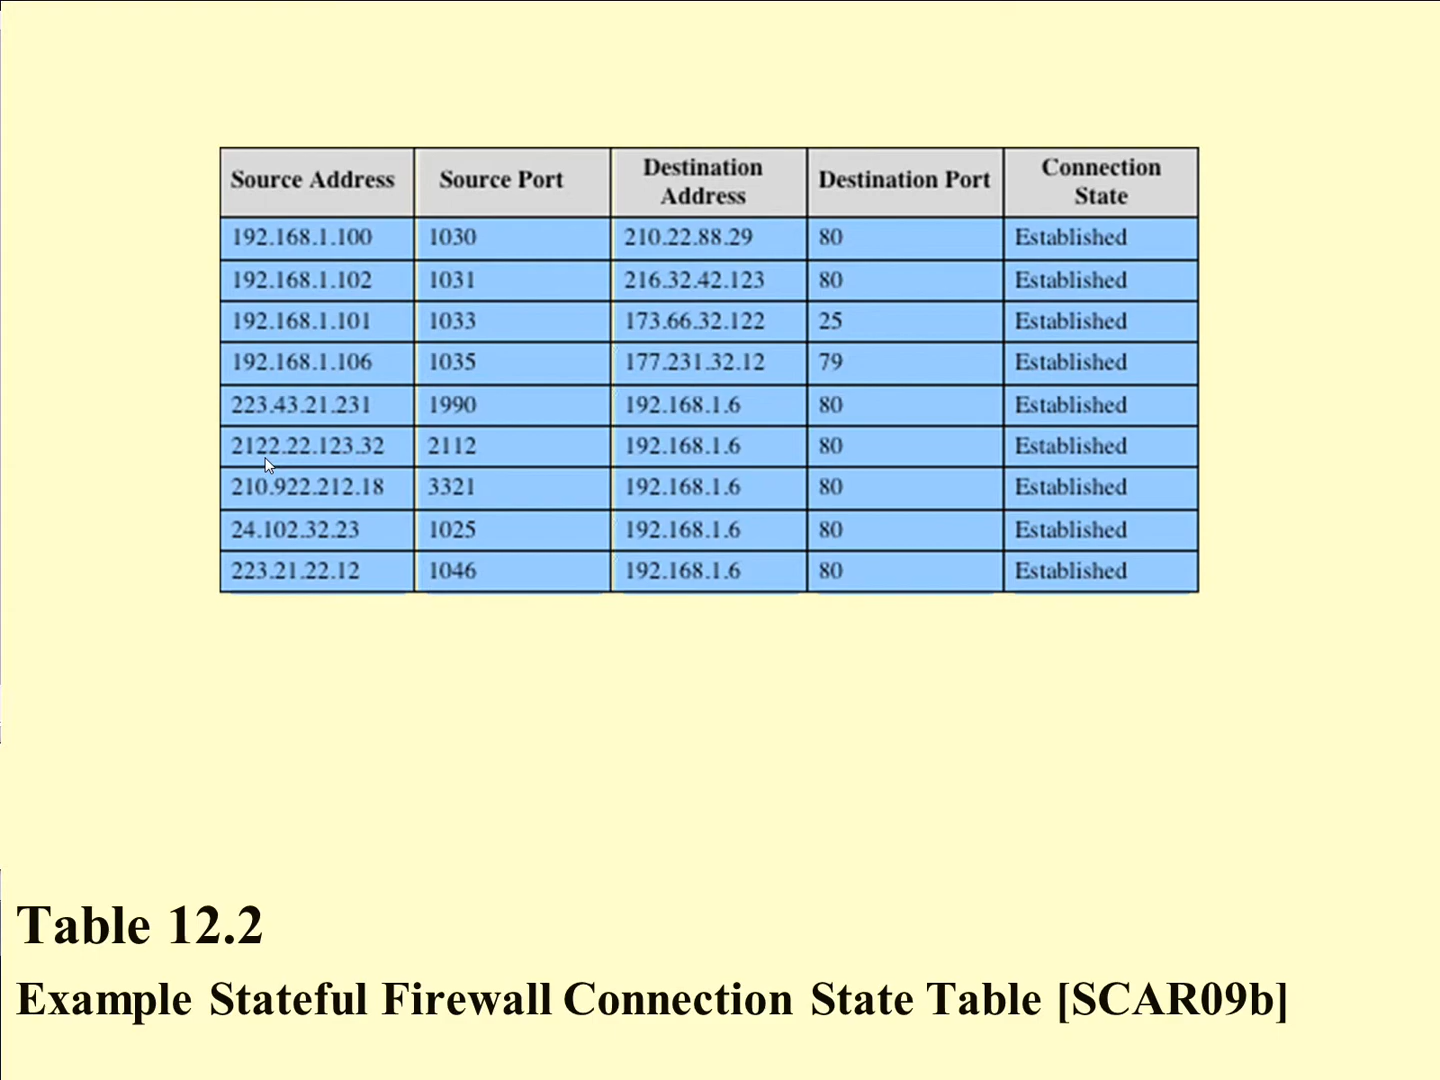 Source Address Source Port Destination Address Destination Port Connection State
192.168.1.100 1030 210.22.88.29 80 Established
192.168.1.102 1031 216.32.42.123 80 Established
192.168.1.101 1033 173.66.32.122 25 Established
192.168.1.106 1035 177.231.32.12 79 Established
223.43.21.231 1990 192.168.1.6 80 Established
2122.22.123.32 2112 192.168.1.6 80 Established
210.922.212.18 3321 192.168.1.6 80 Established
24.102.32.23 1025 192.168.1.6 80 Established
223.21.22.12 1046 192.168.1.6 80 Established
Table 12.2
Example Stateful Firewall Connection State Table [SCAR09b]